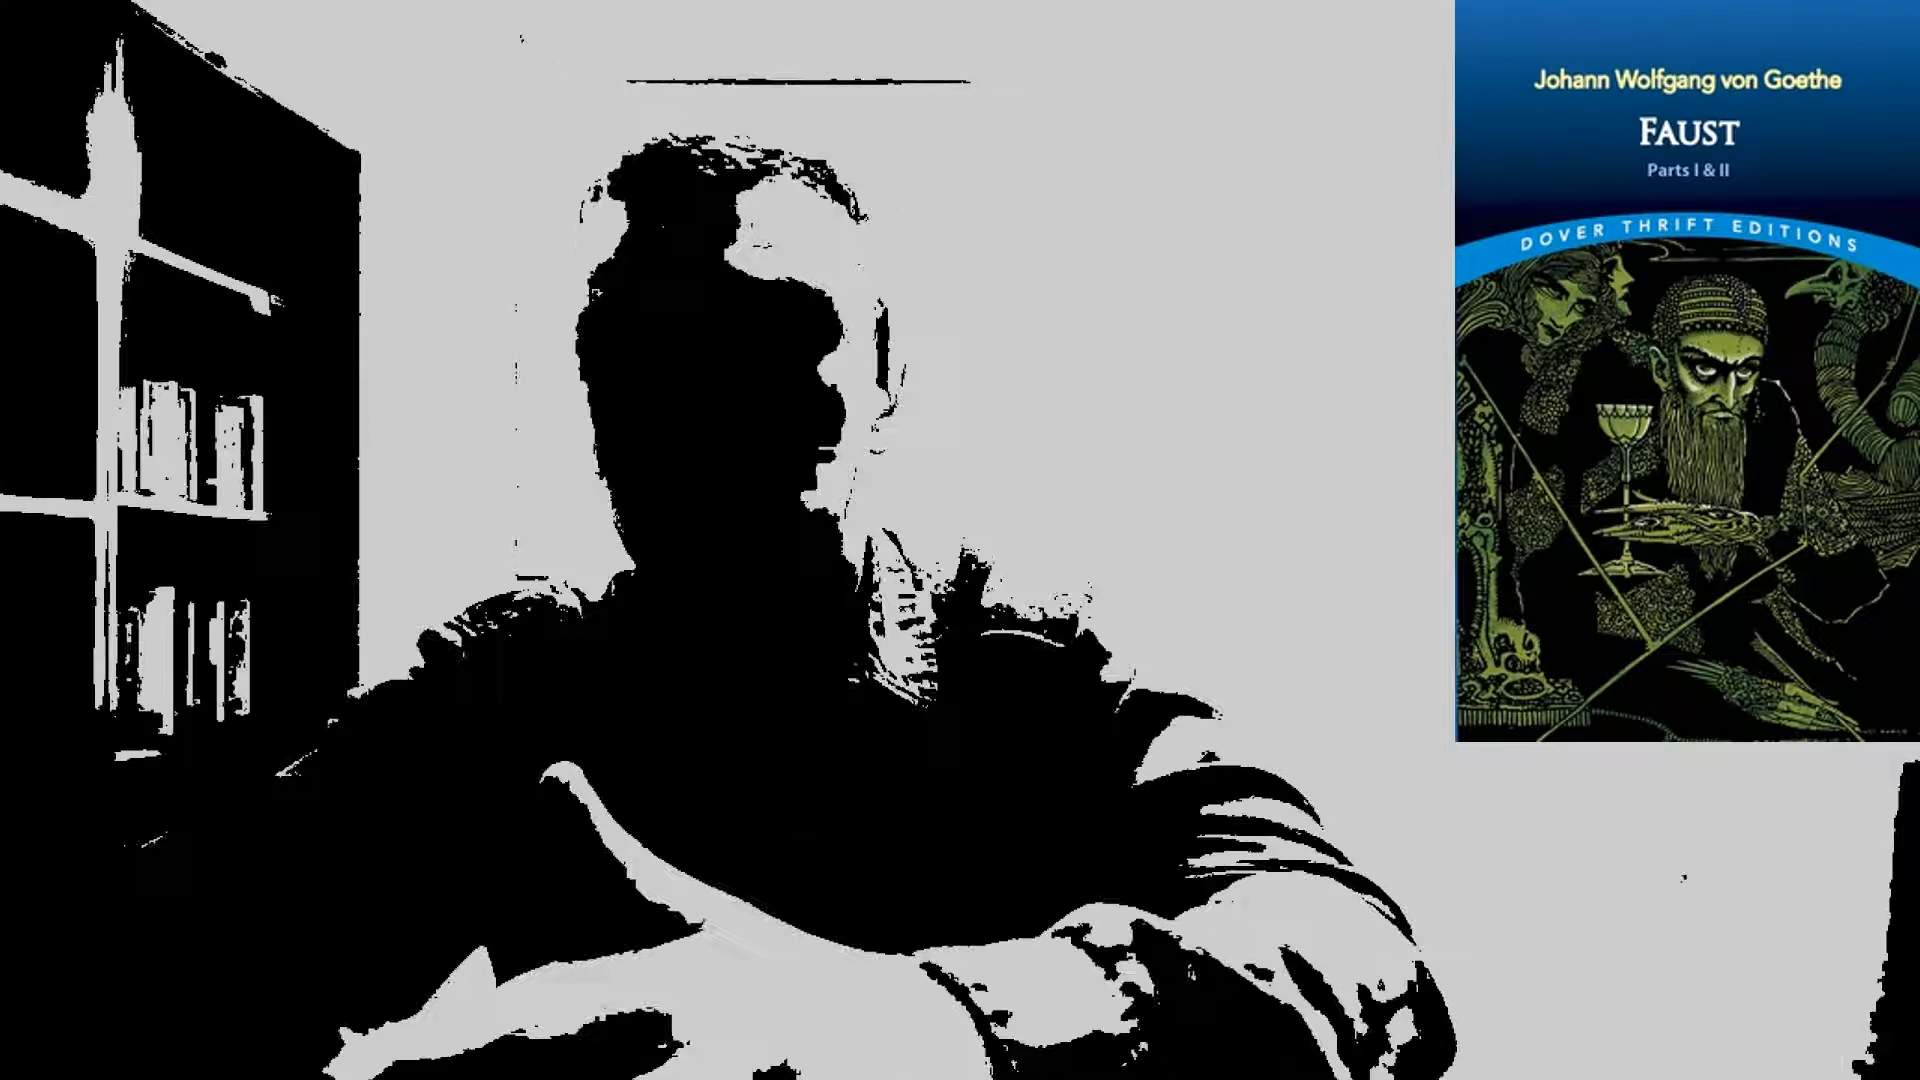 Johann Wolfgang von Goethe
FAUST
Parts I & II
DOVER THRIFT EDITIONS